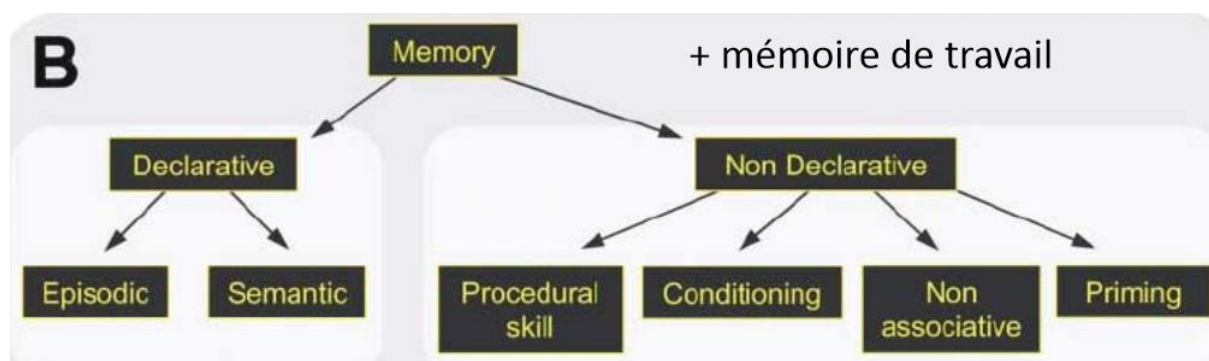 B
Memory
+ mémoire de travail
Declarative
Non Declarative
Episodic
Semantic
Procedural
skill
Conditioning
Non
associative
Priming